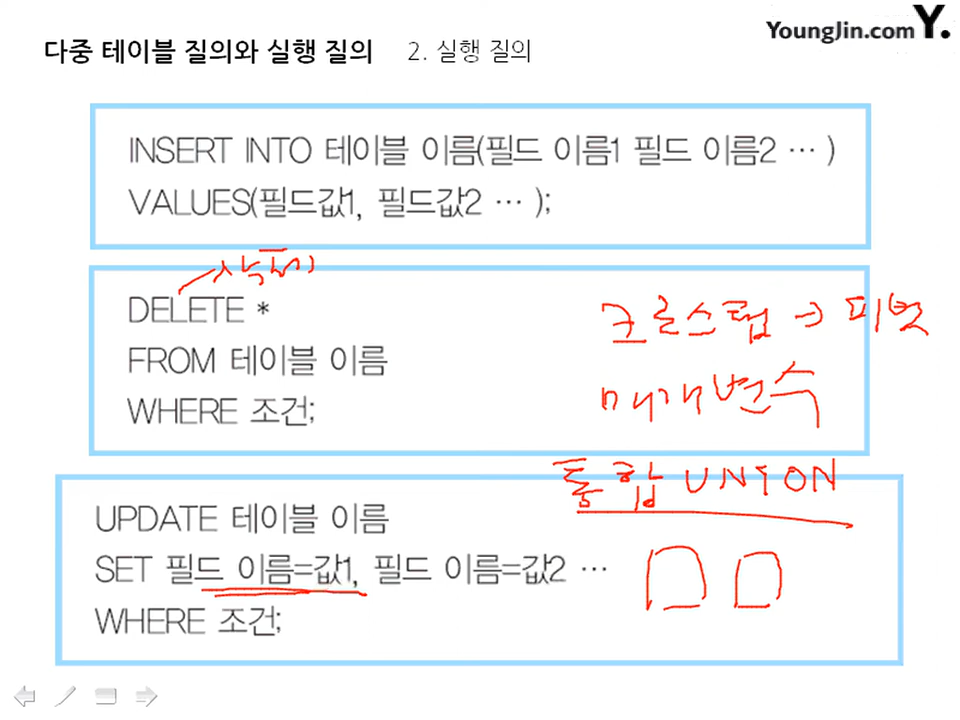 YoungJin.com Y.
다중 테이블 질의와 실행 질의 2. 실행 질의
INSERT INTO 테이블 이름(필드 이름1 필드 이름2 ··· )
VALUES(필드값1, 필드값2 ··· );
삭제
DELETE *
FROM 테이블 이름
WHERE 조건;
크로스탭 → 피벗
매개변수
통합 UNION
UPDATE 테이블 이름
SET 필드 이름=값1, 필드 이름=값2 ···
WHERE 조건;